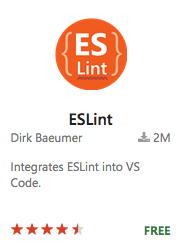 {ES}
Lint
ESLint
Dirk Baeumer 2M
Integrates ESLint into VS
Code.
FREE